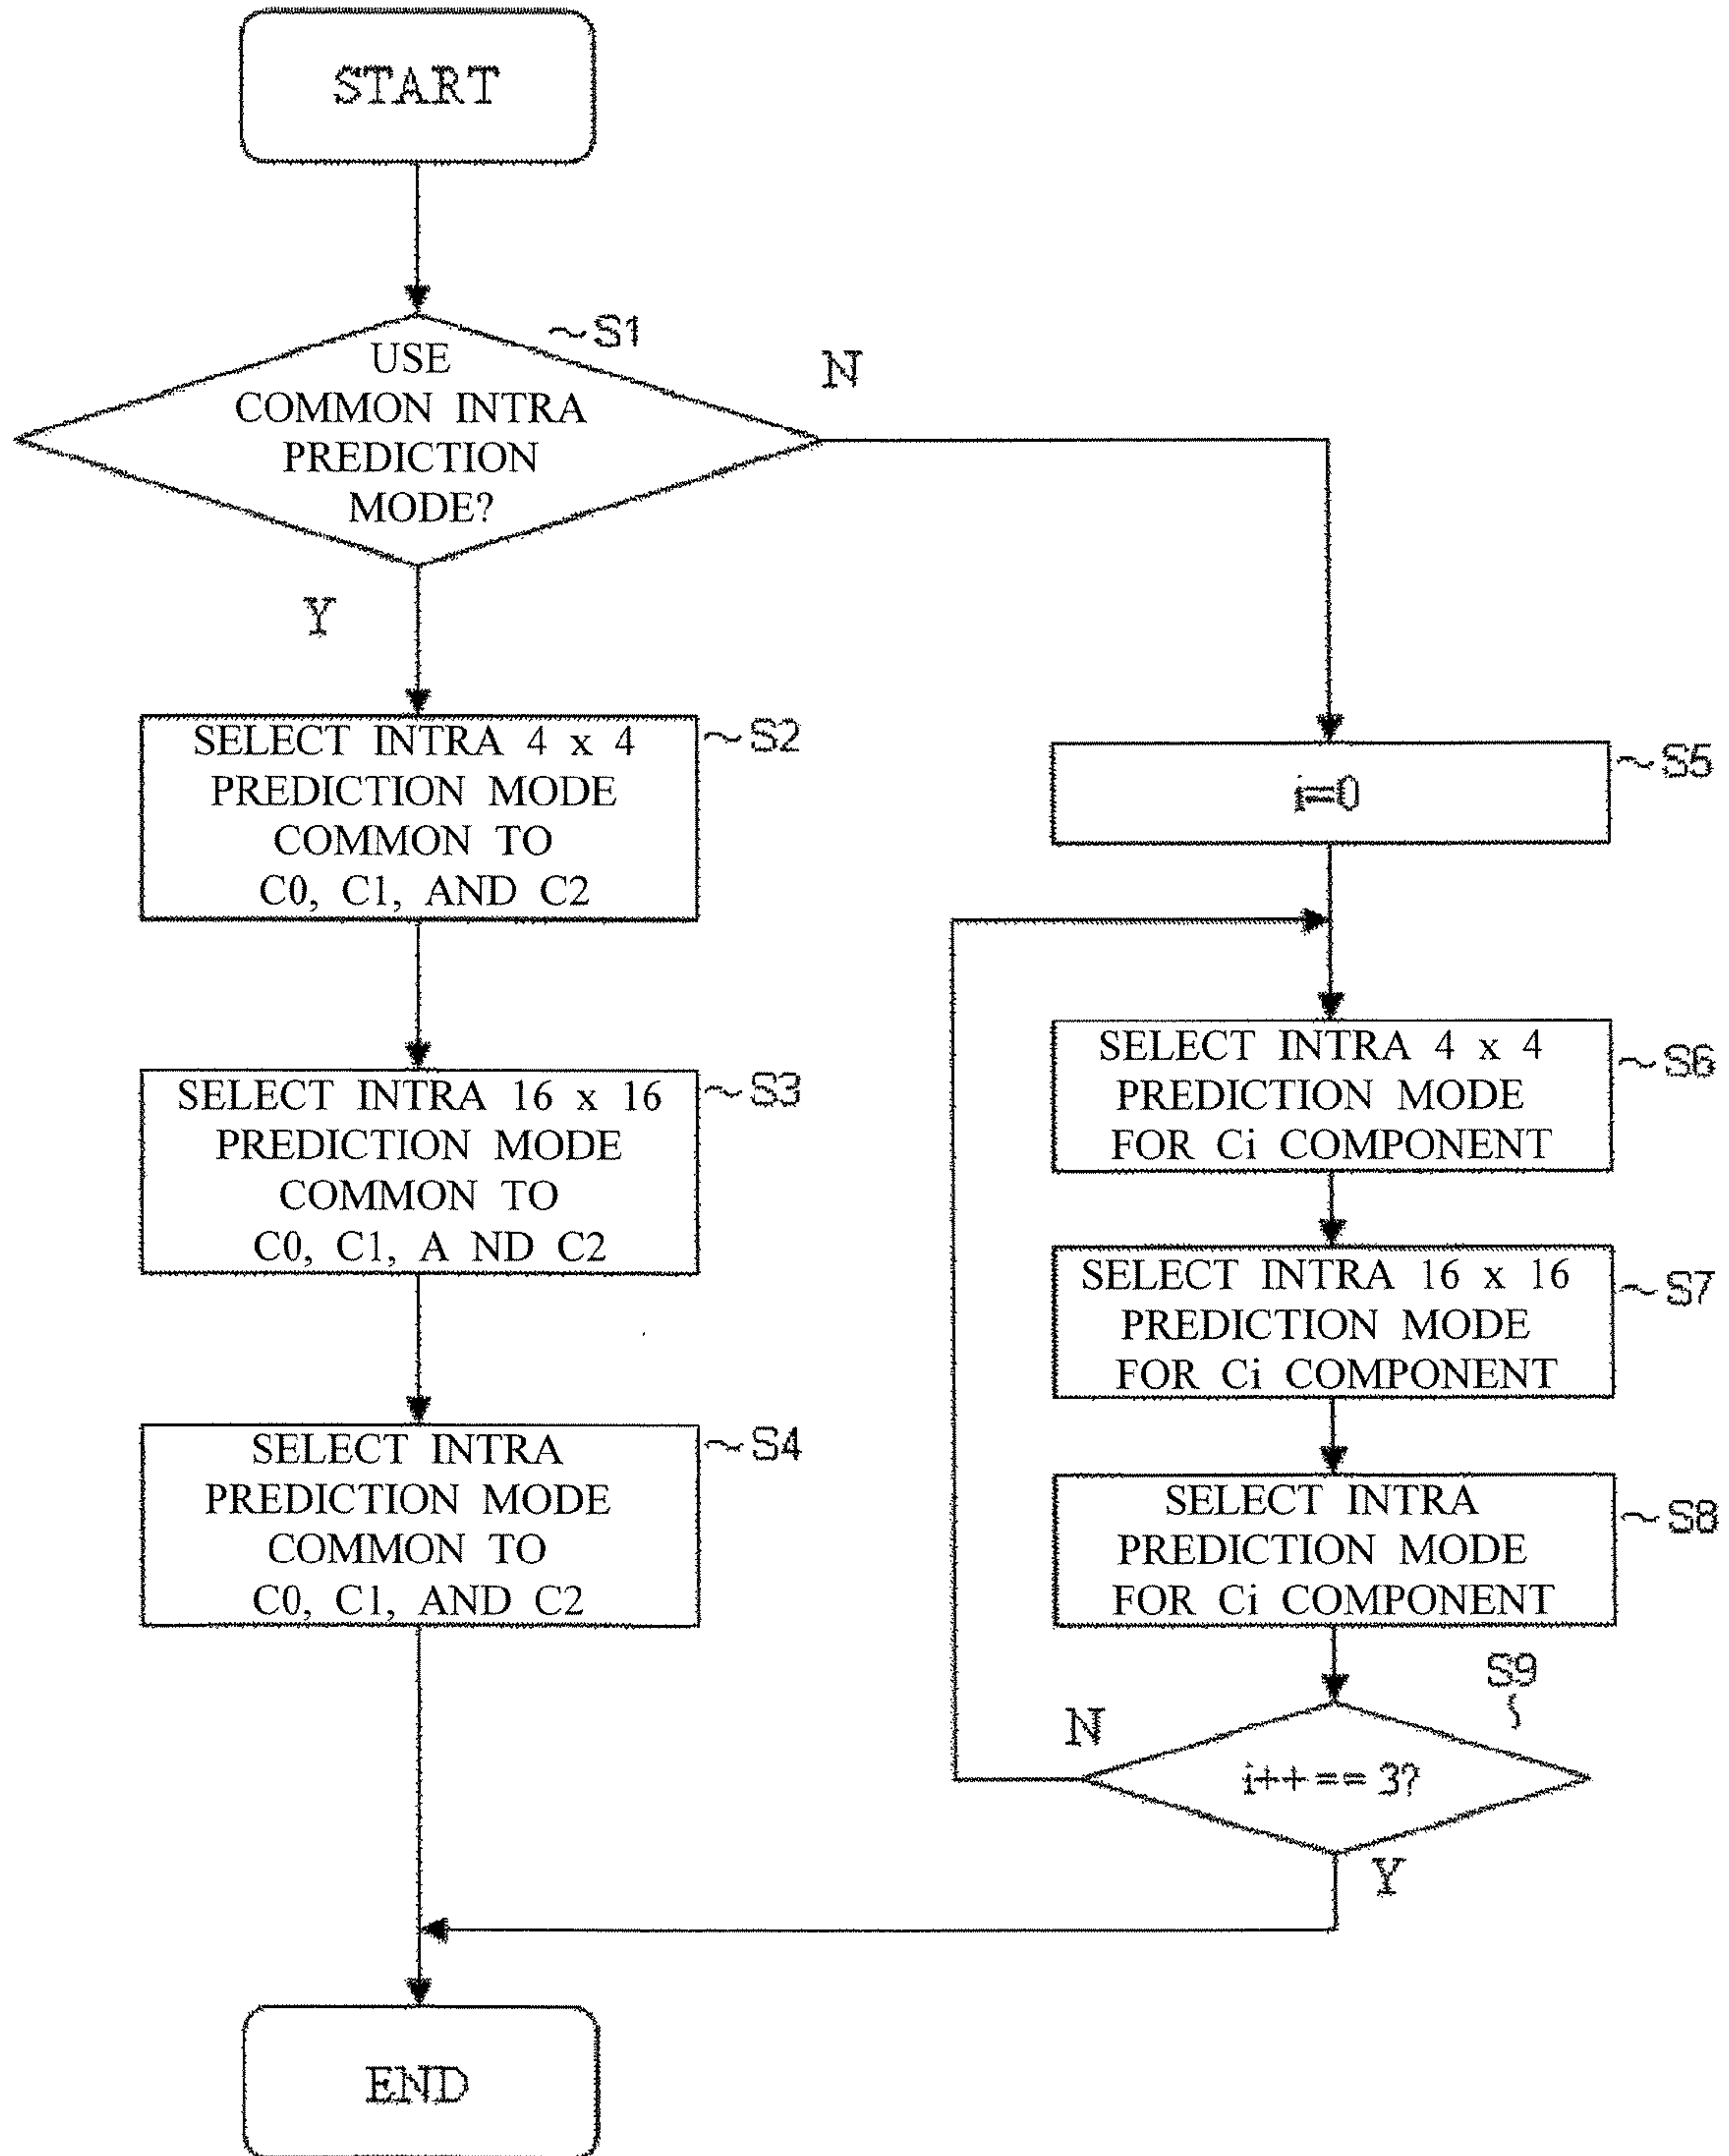 START
~S1
USE
COMMON INTRA
PREDICTION
MODE?
N
Y
SELECT INTRA 4 x 4
PREDICTION MODE
COMMON TO
C0, C1, AND C2
~S2
SELECT INTRA 16 x 16
PREDICTION MODE
COMMON TO
C0, C1, A ND C2
~S3
SELECT INTRA
PREDICTION MODE
COMMON TO
C0, C1, AND C2
~S4
i=0
~S5
SELECT INTRA 4 x 4
PREDICTION MODE
FOR Ci COMPONENT
~S6
SELECT INTRA 16 x 16
PREDICTION MODE
FOR Ci COMPONENT
~S7
SELECT INTRA
PREDICTION MODE
FOR Ci COMPONENT
~S8
S9
N
i++ == 3?
Y
END